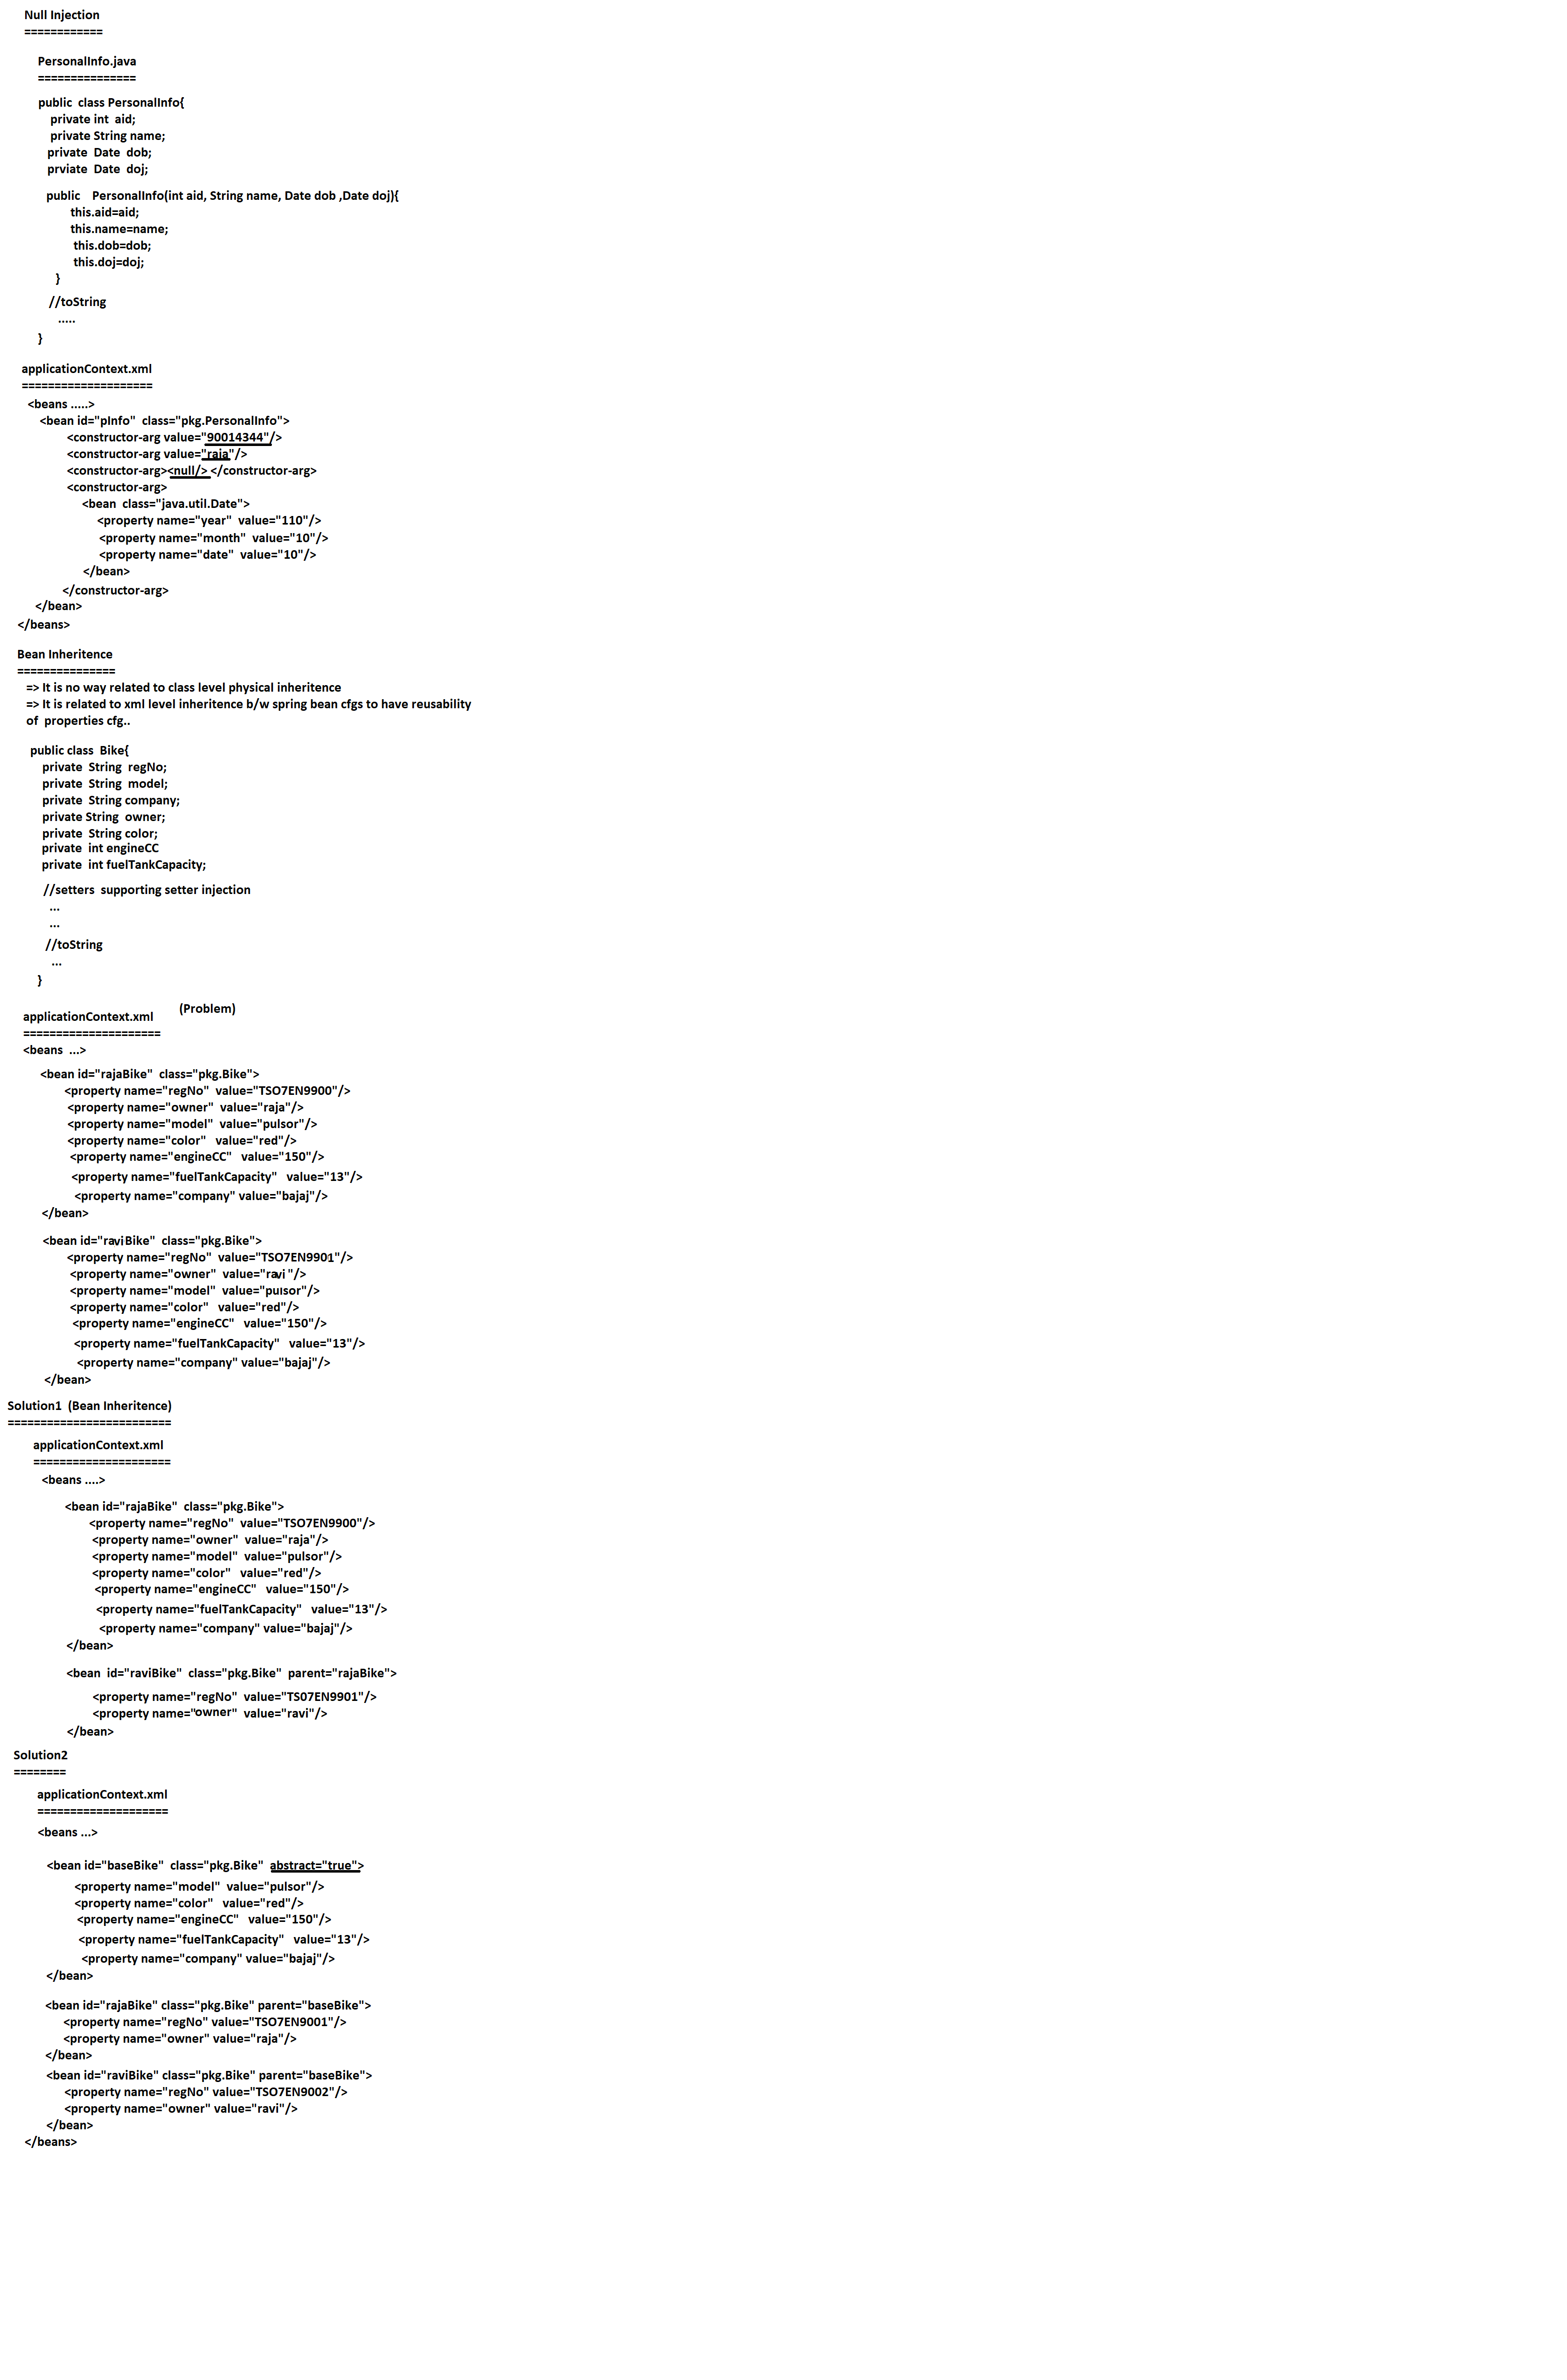 Null Injection
============
PersonalInfo.java
===============
public  class PersonalInfo{
private int  aid;
private String name;
private  Date  dob;
prviate  Date  doj;
public    PersonalInfo(int aid, String name, Date dob ,Date doj){
this.aid=aid;
this.name=name;
this.dob=dob;
this.doj=doj;
}
//toString
.....
}
applicationContext.xml
====================
<beans .....>
<bean id="pInfo"  class="pkg.PersonalInfo">
<constructor-arg value="90014344"/>
<constructor-arg value="raja"/>
<constructor-arg><null/> </constructor-arg>
<constructor-arg>
<bean  class="java.util.Date">
<property name="year"  value="110"/>
<property name="month"  value="10"/>
<property name="date"  value="10"/>
</bean>
</constructor-arg>
</bean>
</beans>
Bean Inheritence
===============
=> It is no way related to class level physical inheritence
=> It is related to xml level inheritence b/w spring bean cfgs to have reusability
of  properties cfg..
public class  Bike{
private  String  regNo;
private  String  model;
private  String company;
private String  owner;
private  String color;
private  int engineCC
private  int fuelTankCapacity;
//setters  supporting setter injection
...
...
//toString
...
}
(Problem)
applicationContext.xml
=====================
<beans  ...>
<bean id="rajaBike"  class="pkg.Bike">
<property name="regNo"  value="TSO7EN9900"/>
<property name="owner"  value="raja"/>
<property name="model"  value="pulsor"/>
<property name="color"   value="red"/>
<property name="engineCC"   value="150"/>
<property name="fuelTankCapacity"   value="13"/>
<property name="company" value="bajaj"/>
</bean>
<bean id="raviBike"  class="pkg.Bike">
<property name="regNo"  value="TSO7EN9901"/>
<property name="owner"  value="ravi "/>
<property name="model"  value="pulsor"/>
<property name="color"   value="red"/>
<property name="engineCC"   value="150"/>
<property name="fuelTankCapacity"   value="13"/>
<property name="company" value="bajaj"/>
</bean>
Solution1  (Bean Inheritence)
=========================
applicationContext.xml
=====================
<beans ....>
<bean id="rajaBike"  class="pkg.Bike">
<property name="regNo"  value="TSO7EN9900"/>
<property name="owner"  value="raja"/>
<property name="model"  value="pulsor"/>
<property name="color"   value="red"/>
<property name="engineCC"   value="150"/>
<property name="fuelTankCapacity"   value="13"/>
<property name="company" value="bajaj"/>
</bean>
<bean  id="raviBike"  class="pkg.Bike"  parent="rajaBike">
<property name="regNo"  value="TS07EN9901"/>
<property name="owner"  value="ravi"/>
</bean>
Solution2
========
applicationContext.xml
====================
<beans ...>
<bean id="baseBike"  class="pkg.Bike"  abstract="true">
<property name="model"  value="pulsor"/>
<property name="color"   value="red"/>
<property name="engineCC"   value="150"/>
<property name="fuelTankCapacity"   value="13"/>
<property name="company" value="bajaj"/>
</bean>
<bean id="rajaBike" class="pkg.Bike" parent="baseBike">
<property name="regNo" value="TSO7EN9001"/>
<property name="owner" value="raja"/>
</bean>
<bean id="raviBike" class="pkg.Bike" parent="baseBike">
<property name="regNo" value="TSO7EN9002"/>
<property name="owner" value="ravi"/>
</bean>
</beans>